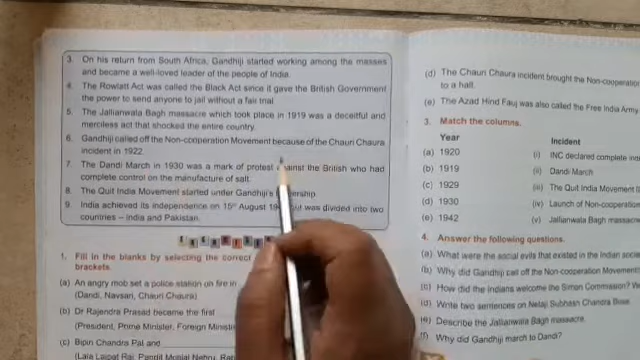 3. On his return from South Africa, Gandhiji started working among the masses
and became a well-loved leader of the people of India.
4. The Rowlatt Act was called the Black Act since it gave the British Government
the power to send anyone to jail without a fair trial
5. The Jallianwala Bagh massacre which took place in 1919 was a deceitful and
merciless act that shocked the entire country.
6. Gandhiji called off the Non-cooperation Movement because of the Chauri Chaura
incident in 1922.
7. The Dandi March in 1930 was a mark of protest against the British who had
complete control on the manufacture of salt.
8. The Quit India Movement started under Gandhiji's
9. India achieved its independence on 15th August but was divided into two
countries – India and Pakistan.
1. Fill in the blanks by selecting the correct
brackets.
(a) An angry mob set a police station on fire in
(Dandi, Navsari, Chauri Chaura)
(b) Dr Rajendra Prasad became the first
(President, Prime Minister, Foreign
(c) Bipin Chandra Pal and
(Lala Lajpat Rai, Pandit Motilal Nehru,
(d) The Chauri Chaura incident brought the Non-cooperation
to a halt.
(e) The Azad Hind Fauj was also called the Free India Army
3. Match the columns.
Year Incident
(a) 1920 (i) INC declared complete
(b) 1919 (ii) Dandi March
(c) 1929 (iii) The Quit India Movement
(d) 1930 (iv) Launch of Non-cooperation
(e) 1942 (v) Jallianwala Bagh
4. Answer the following questions.
(a) What were the social evils that existed in the Indian
(b) Why did Gandhiji call off the Non-cooperation
(c) How did the Indians welcome the Simon Commission?
(d) Write two sentences on Netaji Subhash Chandra Bose.
(e) Describe the Jallianwala Bagh massacre.
(f) Why did Gandhiji march to Dandi?